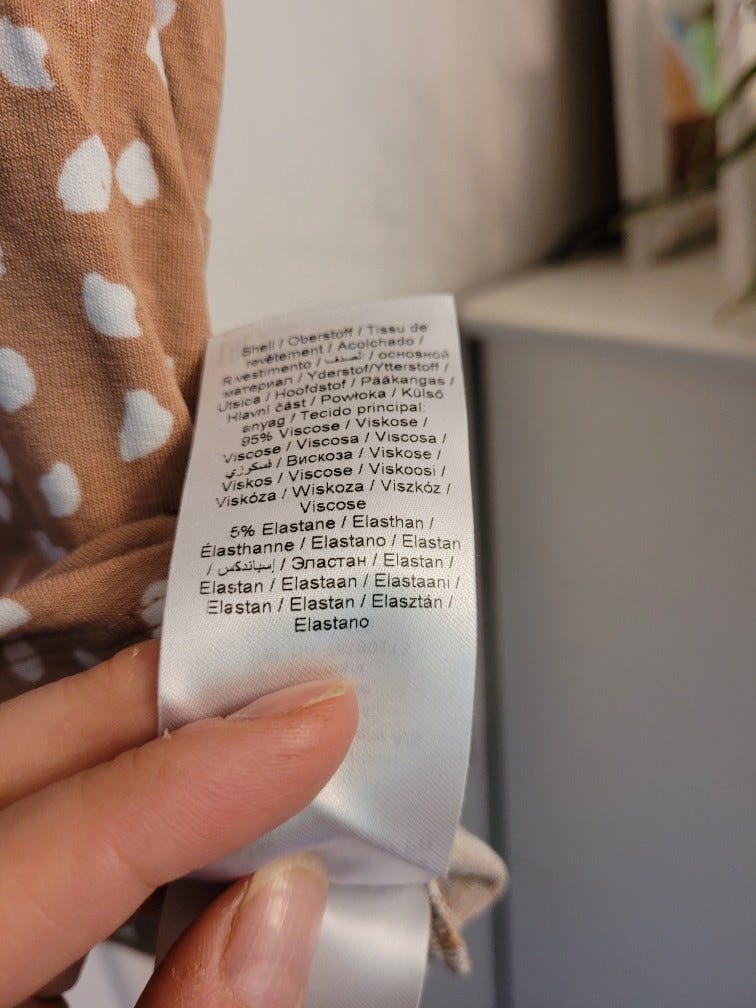 Shell / Oberstoff / Tissu de
revêtement / Acolchado /
Rivestimento / الصدف / основной
материал / Yderstof/Ytterstoff /
Utsica / Hoofdstof / Pääkangas /
Hlavní část / Powłoka / Külső
anyag / Tecido principal:
95% Viscose / Viskose /
Viscose / Viscosa / Viscosa /
فسكوزي / Вискоза / Viskose /
Viskos / Viscose / Viskoosi /
Viskóza / Wiskoza / Viszkóz /
Viscose
5% Elastane / Elasthan /
Élasthanne / Elastano / Elastan
/ إسباندكس / Эластан / Elastan /
Elastan / Elastaan / Elastaani /
Elastan / Elastan / Elasztán /
Elastano